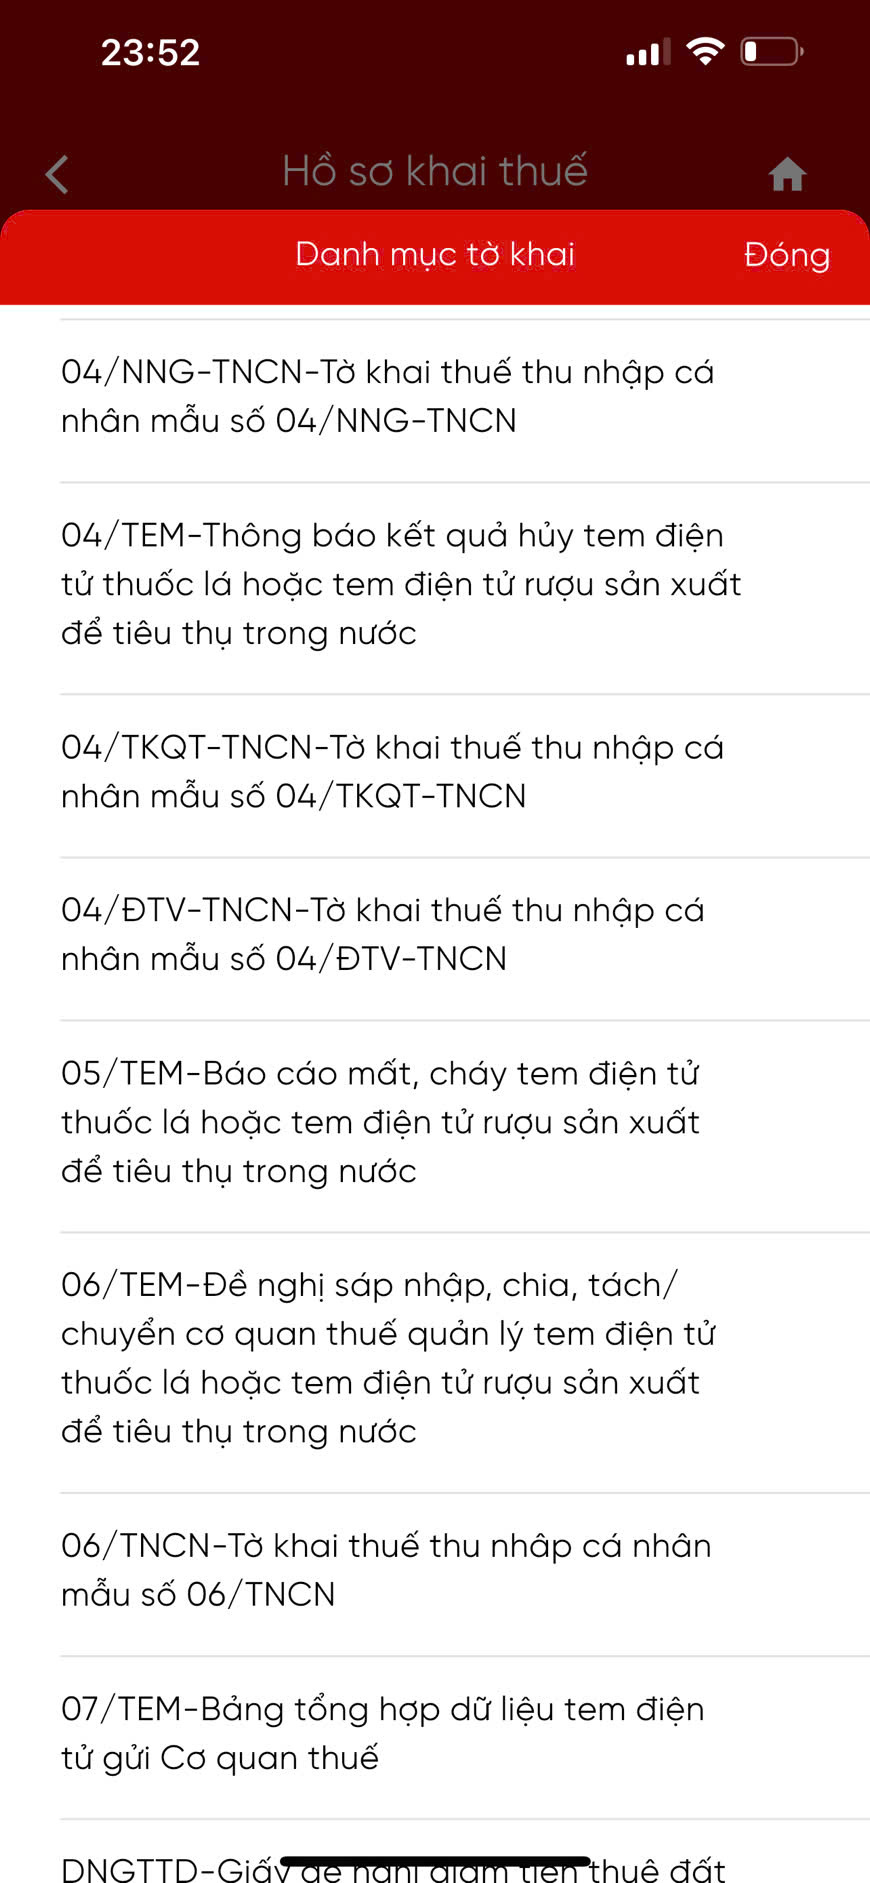 23:52
Hồ sơ khai thuế
Danh mục tờ khai
Đóng
04/NNG-TNCN-Tờ khai thuế thu nhập cá
nhân mẫu số 04/NNG-TNCN
04/TEM-Thông báo kết quả hủy tem điện
tử thuốc lá hoặc tem điện tử rượu sản xuất
để tiêu thụ trong nước
04/TKQT-TNCN-Tờ khai thuế thu nhập cá
nhân mẫu số 04/TKQT-TNCN
04/ĐTV-TNCN-Tờ khai thuế thu nhập cá
nhân mẫu số 04/ĐTV-TNCN
05/TEM-Báo cáo mất, cháy tem điện tử
thuốc lá hoặc tem điện tử rượu sản xuất
để tiêu thụ trong nước
06/TEM-Đề nghị sáp nhập, chia, tách/
chuyển cơ quan thuế quản lý tem điện tử
thuốc lá hoặc tem điện tử rượu sản xuất
để tiêu thụ trong nước
06/TNCN-Tờ khai thuế thu nhâp cá nhân
mẫu số 06/TNCN
07/TEM-Bảng tổng hợp dữ liệu tem điện
tử gửi Cơ quan thuế
DNGTTD-Giấy đề nghị giảm tiền thuê đất